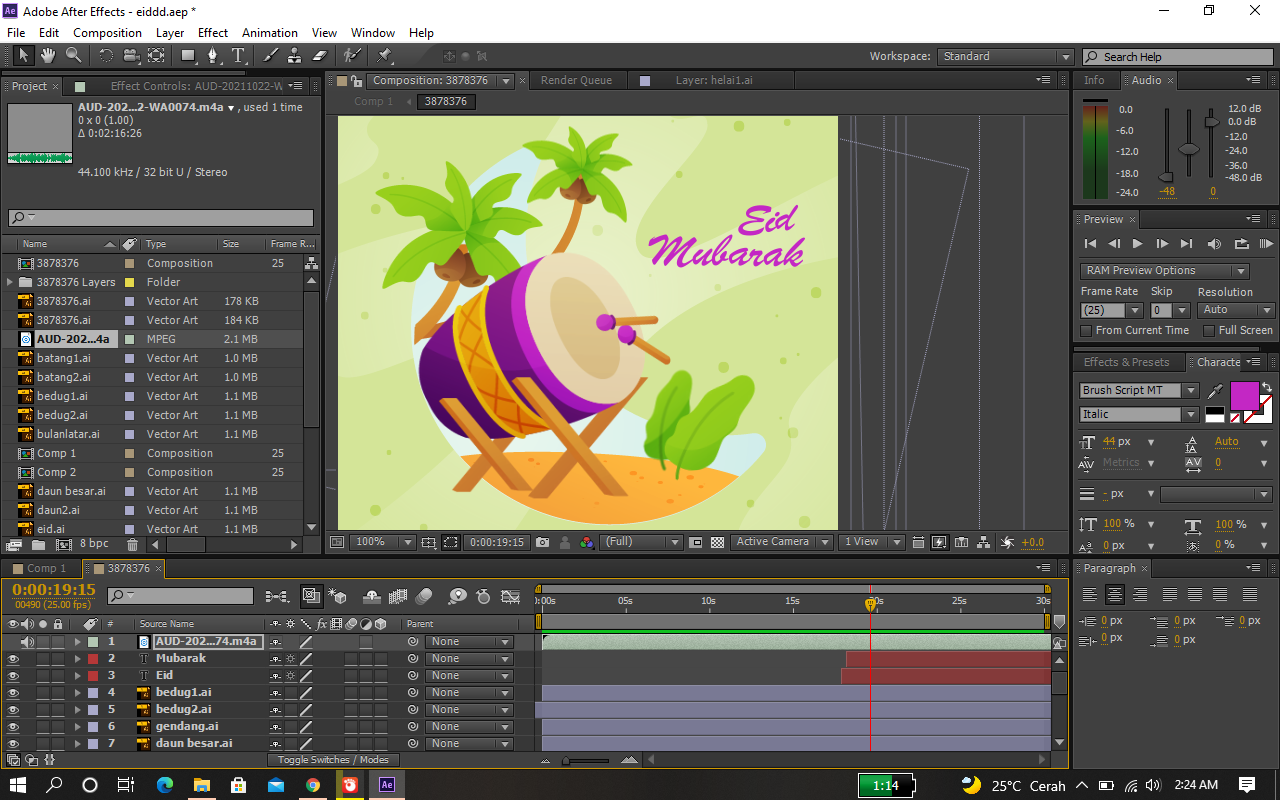 Adobe After Effects - eiddd.aep *
File Edit Composition Layer Effect Animation View Window Help
Workspace: Standard Search Help
Project Effect Controls: AUD-20211022-W
Composition: 3878376 Render Queue Layer: helai1.ai
Info Audio
Comp 1 3878376
AUD-202...2-WA0074.m4a , used 1 time
0 x 0 (1.00)
Δ 0:02:16:26
44.100 kHz / 32 bit U / Stereo
Name Type Size Frame R...
3878376 Composition 25
3878376 Layers Folder
3878376.ai Vector Art 178 KB
3878376.ai Vector Art 184 KB
AUD-202...4a MPEG 2.1 MB
batang1.ai Vector Art 1.0 MB
batang2.ai Vector Art 1.0 MB
bedug1.ai Vector Art 1.1 MB
bedug2.ai Vector Art 1.1 MB
bulanlatar.ai Vector Art 1.1 MB
Comp 1 Composition 25
Comp 2 Composition 25
daun besar.ai Vector Art 1.1 MB
daun2.ai Vector Art 1.1 MB
eid.ai Vector Art 1.1 MB
8 bpc
Eid
Mubarak
100% 0:00:19:15 (Full) Active Camera 1 View +0.0
0.0 12.0 dB
-6.0 0.0 dB
-12.0 -12.0
-24.0
-18.0 -36.0
-24.0 -48.0 dB
-48 0
Preview
RAM Preview Options
Frame Rate Skip Resolution
(25) 0 Auto
From Current Time Full Screen
Effects & Presets Characte
Brush Script MT
Italic
44 px Auto
Metrics 0
- px
100 % 100 %
0 px 0 %
Paragraph
0 px 0 px 0 px
0 px 0 px
Comp 1 3878376
0:00:19:15
00490 (25.00 fps)
:00s 05s 10s 15s 20s 25s 30s
# Source Name Parent
1 AUD-202...74.m4a None
2 Mubarak None
3 Eid None
4 bedug1.ai None
5 bedug2.ai None
6 gendang.ai None
7 daun besar.ai None
Toggle Switches / Modes
1:14 25°C Cerah 2:24 AM